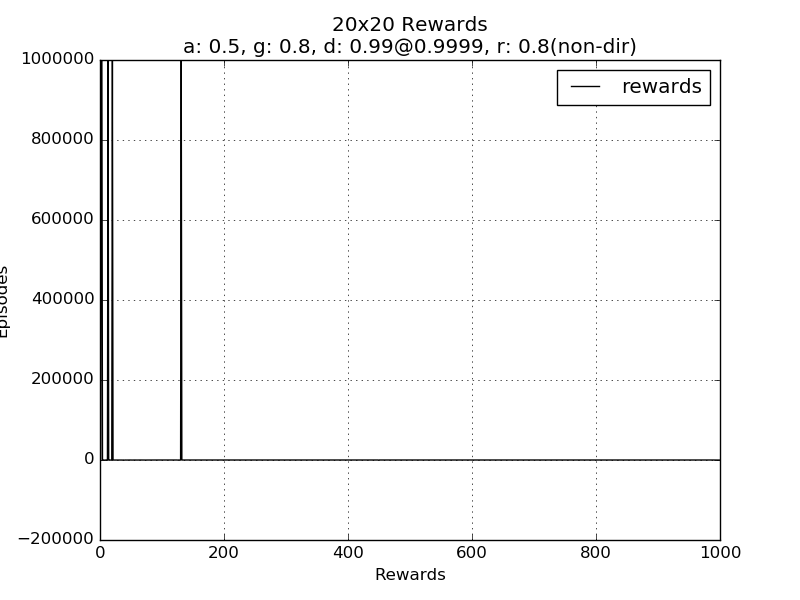 20x20 Rewards
a: 0.5, g: 0.8, d: 0.99@0.9999, r: 0.8(non-dir)
1000000
rewards
800000
600000
400000
Episodes
200000
0
−200000
0 200 400 600 800 1000
Rewards